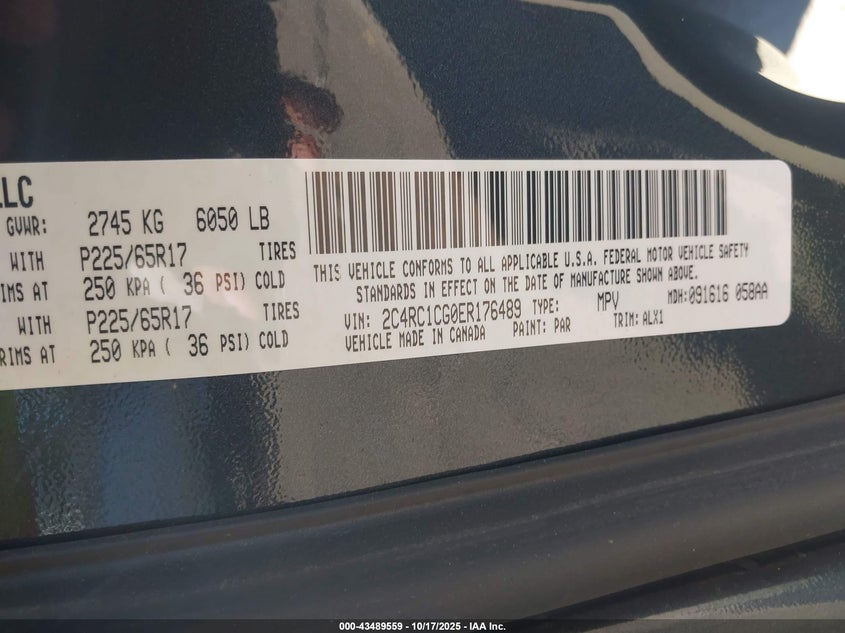 LLC
GVWR: 2745 KG 6050 LB
WITH P225/65R17 TIRES
RIMS AT 250 KPA ( 36 PSI) COLD
WITH P225/65R17 TIRES
RIMS AT 250 KPA ( 36 PSI) COLD
THIS VEHICLE CONFORMS TO ALL APPLICABLE U.S.A. FEDERAL MOTOR VEHICLE SAFETY
STANDARDS IN EFFECT ON THE DATE OF MANUFACTURE SHOWN ABOVE.
VIN: 2C4RC1CG0ER176489 TYPE: MPV MDH: 091616 058AA
VEHICLE MADE IN CANADA PAINT: PAR TRIM: ALX1
000-43489559 - 10/17/2025 - IAA Inc.